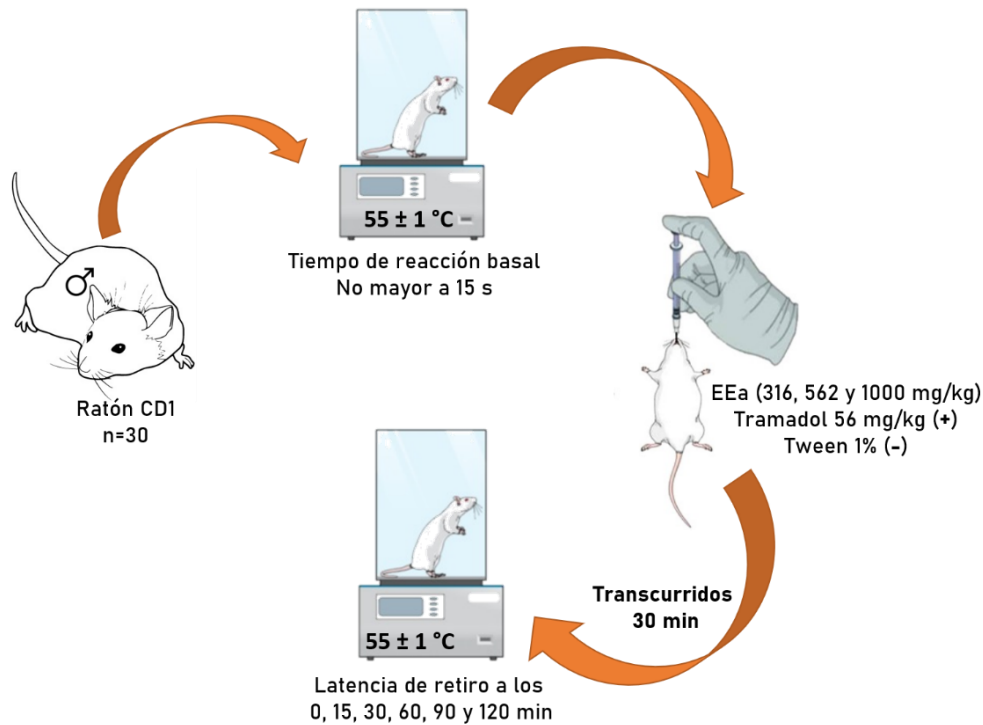 55 ± 1 °C
Tiempo de reacción basal
No mayor a 15 s
♂
Ratón CD1
n=30
EEa (316, 562 y 1000 mg/kg)
Tramadol 56 mg/kg (+)
Tween 1% (-)
Transcurridos
30 min
55 ± 1 °C
Latencia de retiro a los
0, 15, 30, 60, 90 y 120 min